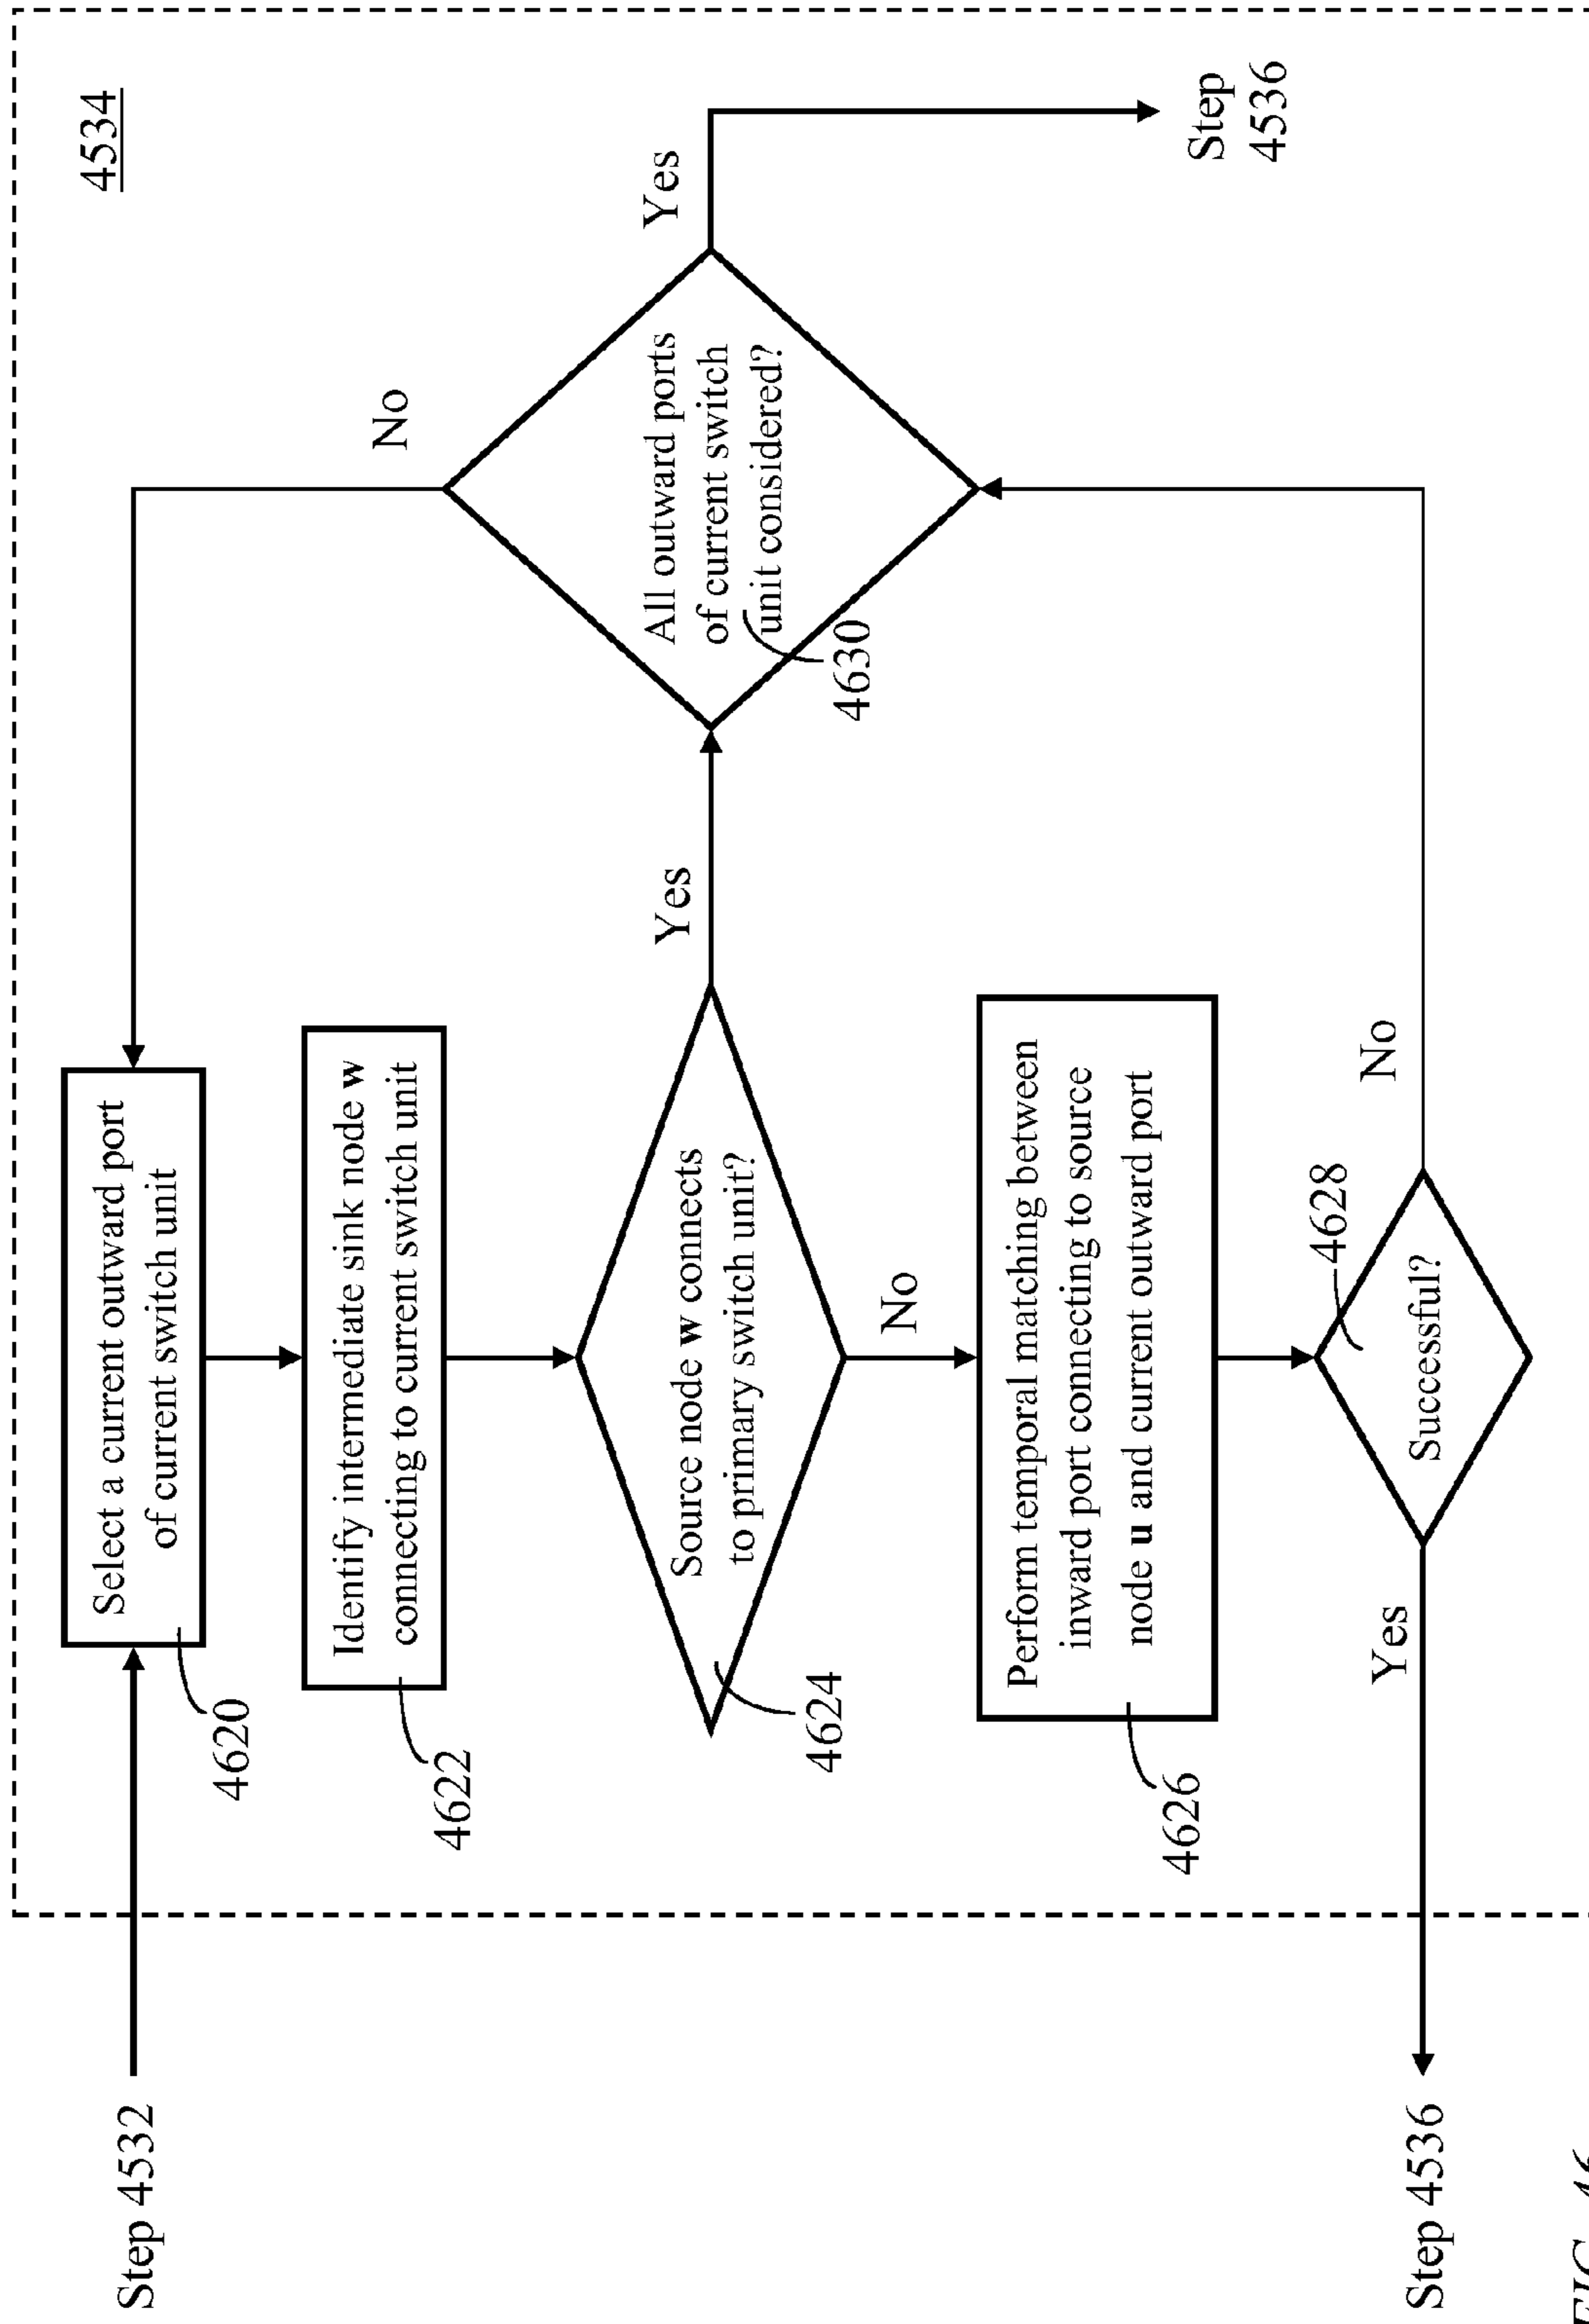 4534
Step 4532
Select a current outward port
of current switch unit
4620
Identify intermediate sink node w
connecting to current switch unit
4622
Source node w connects
to primary switch unit?
4624
Yes
No
All outward ports
of current switch
unit considered?
4630
No
Yes
Step
4536
Perform temporal matching between
inward port connecting to source
node u and current outward port
4626
Successful?
4628
No
Yes
Step 4536
FIG. 46